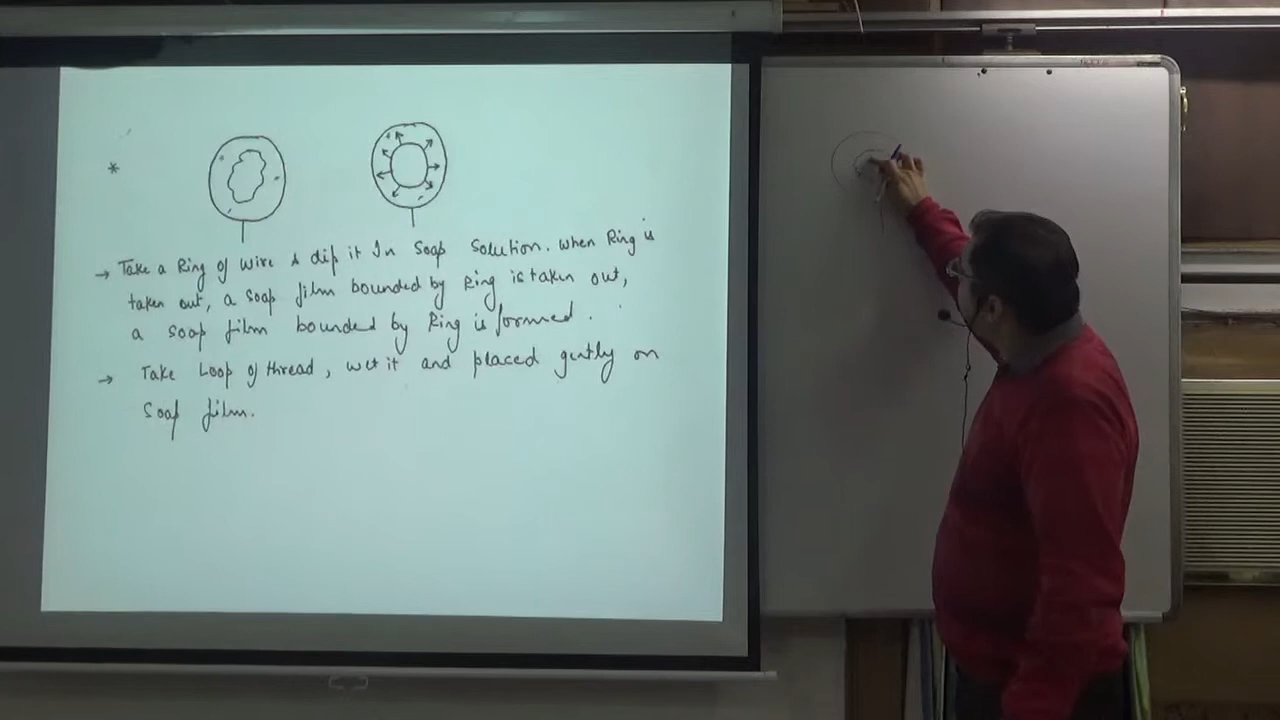 *
→ Take a Ring of wire & dip it In Soap Solution. When Ring is
taken out, a soap film bounded by Ring is taken out,
a soap film bounded by Ring is formed.
→ Take Loop of thread, wet it and placed gently on
Soap film.